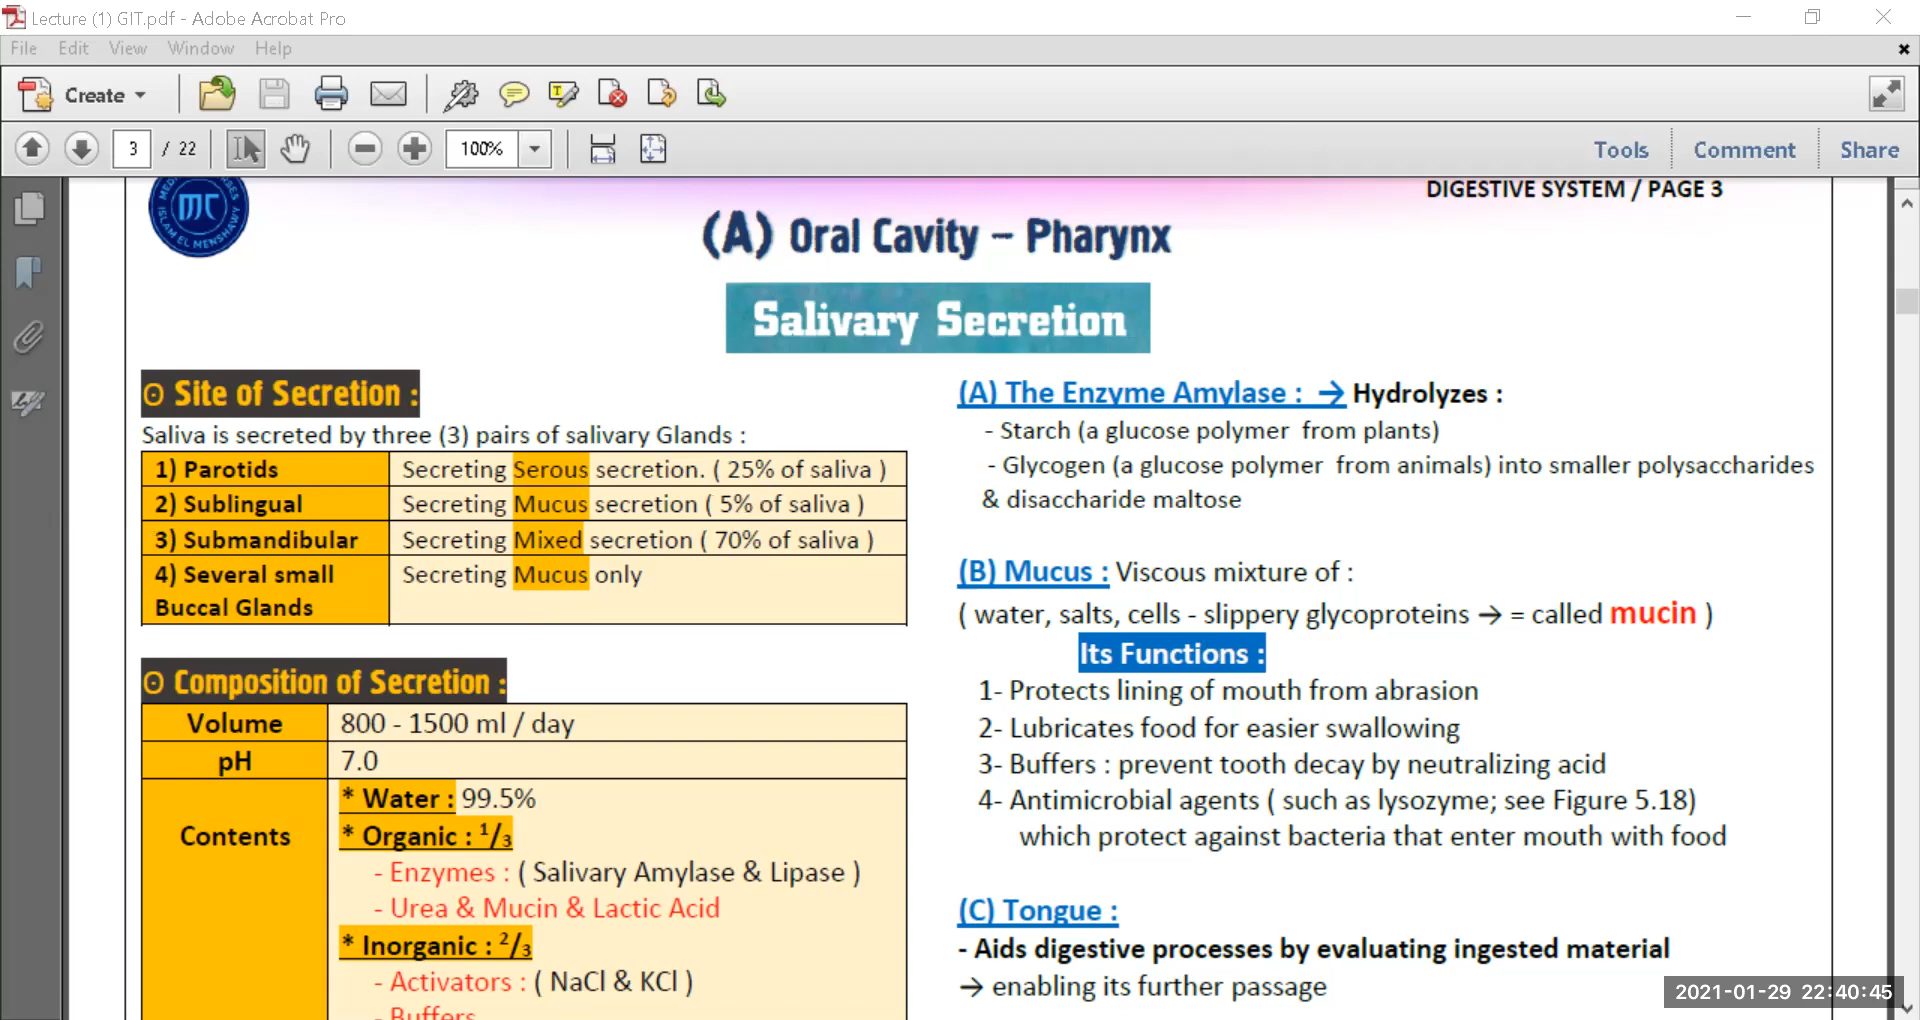 Lecture (1) GIT.pdf - Adobe Acrobat Pro
File Edit View Window Help
Create
3 / 22 100% Tools Comment Share
MC
ISLAM EL MENSHAWY
DIGESTIVE SYSTEM / PAGE 3
(A) Oral Cavity – Pharynx
Salivary Secretion
⊙ Site of Secretion :
Saliva is secreted by three (3) pairs of salivary Glands :
1) Parotids Secreting Serous secretion. ( 25% of saliva )
2) Sublingual Secreting Mucus secretion ( 5% of saliva )
3) Submandibular Secreting Mixed secretion ( 70% of saliva )
4) Several small Secreting Mucus only
Buccal Glands
⊙ Composition of Secretion :
Volume 800 - 1500 ml / day
pH 7.0
Contents
* Water : 99.5%
* Organic : 1/3
- Enzymes : ( Salivary Amylase & Lipase )
- Urea & Mucin & Lactic Acid
* Inorganic : 2/3
- Activators : ( NaCl & KCl )
- Buffers
(A) The Enzyme Amylase : → Hydrolyzes :
- Starch (a glucose polymer from plants)
- Glycogen (a glucose polymer from animals) into smaller polysaccharides
& disaccharide maltose
(B) Mucus : Viscous mixture of :
( water, salts, cells - slippery glycoproteins → = called mucin )
Its Functions :
1- Protects lining of mouth from abrasion
2- Lubricates food for easier swallowing
3- Buffers : prevent tooth decay by neutralizing acid
4- Antimicrobial agents ( such as lysozyme; see Figure 5.18)
which protect against bacteria that enter mouth with food
(C) Tongue :
- Aids digestive processes by evaluating ingested material
→ enabling its further passage
2021-01-29 22:40:45